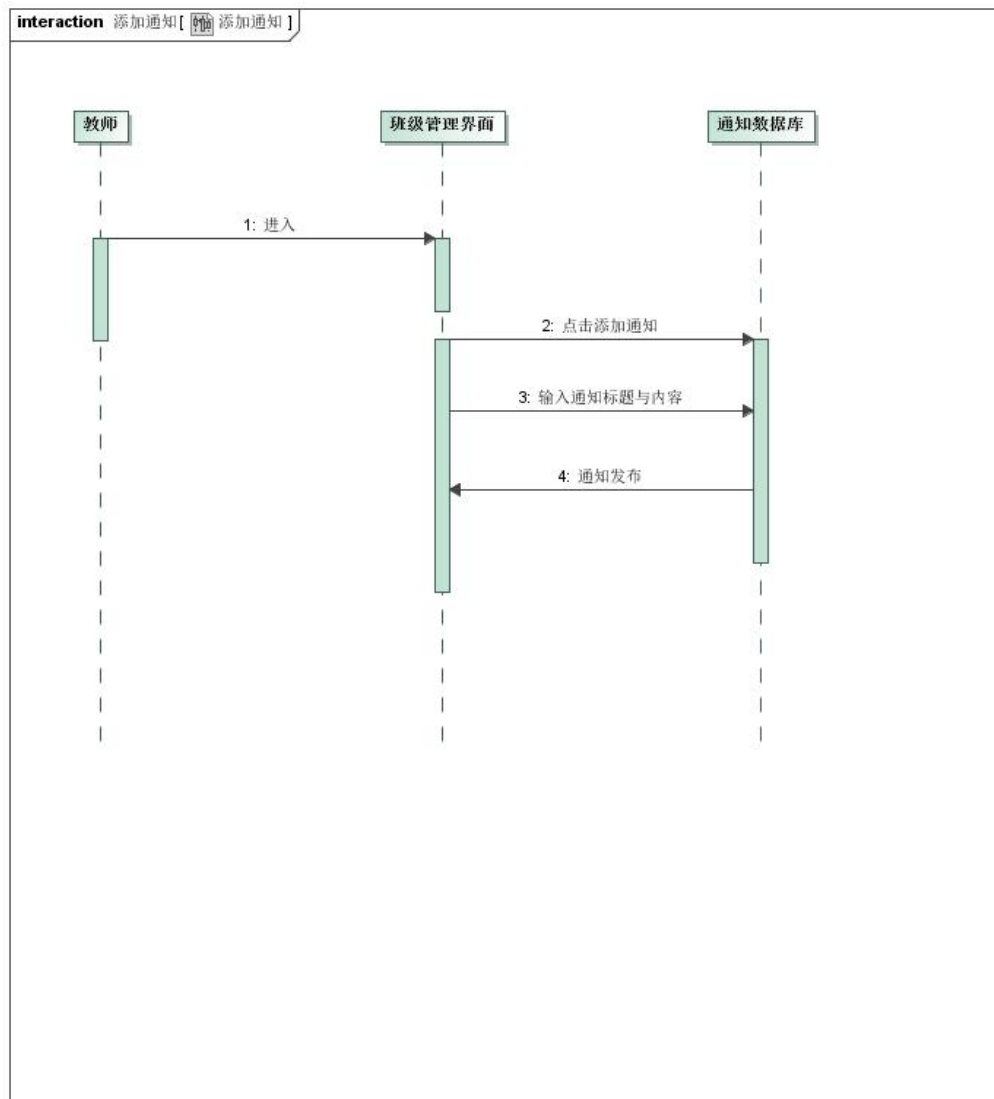 interaction 添加通知[ 添加通知 ]
教师 班级管理界面 通知数据库
1: 进入
2: 点击添加通知
3: 输入通知标题与内容
4: 通知发布